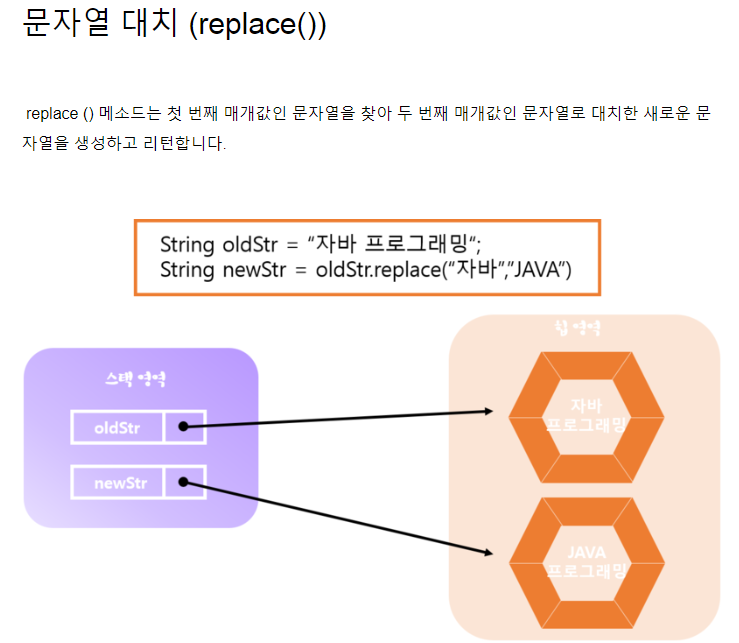 문자열 대치 (replace())
replace () 메소드는 첫 번째 매개값인 문자열을 찾아 두 번째 매개값인 문자열로 대치한 새로운 문
자열을 생성하고 리턴합니다.
String oldStr = “자바 프로그래밍“;
String newStr = oldStr.replace(“자바”,”JAVA”)
힙 영역
스택 영역
자바
프로그래밍
oldStr
newStr
JAVA
프로그래밍